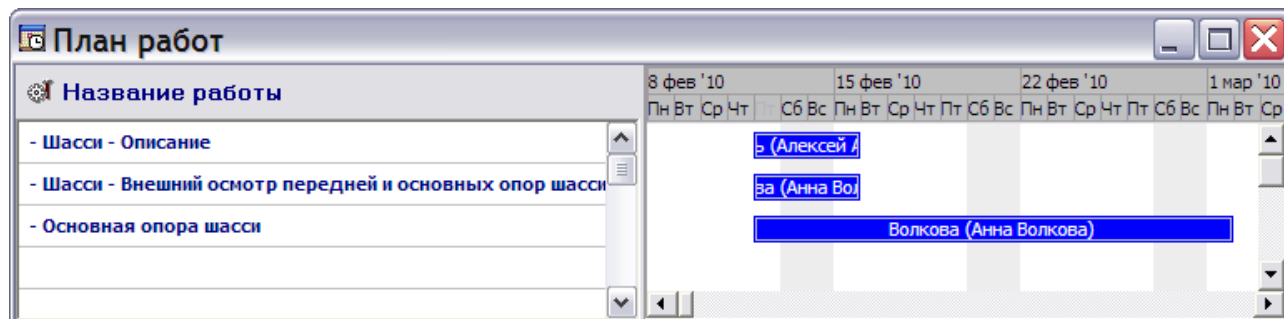 План работ
Название работы
8 фев '10 15 фев '10 22 фев '10 1 мар '10
Пн Вт Ср Чт Пт Сб Вс Пн Вт Ср Чт Пт Сб Вс Пн Вт Ср Чт Пт Сб Вс Пн Вт Ср
- Шасси - Описание
ь (Алексей А
- Шасси - Внешний осмотр передней и основных опор шасси
ва (Анна Вол
- Основная опора шасси
Волкова (Анна Волкова)